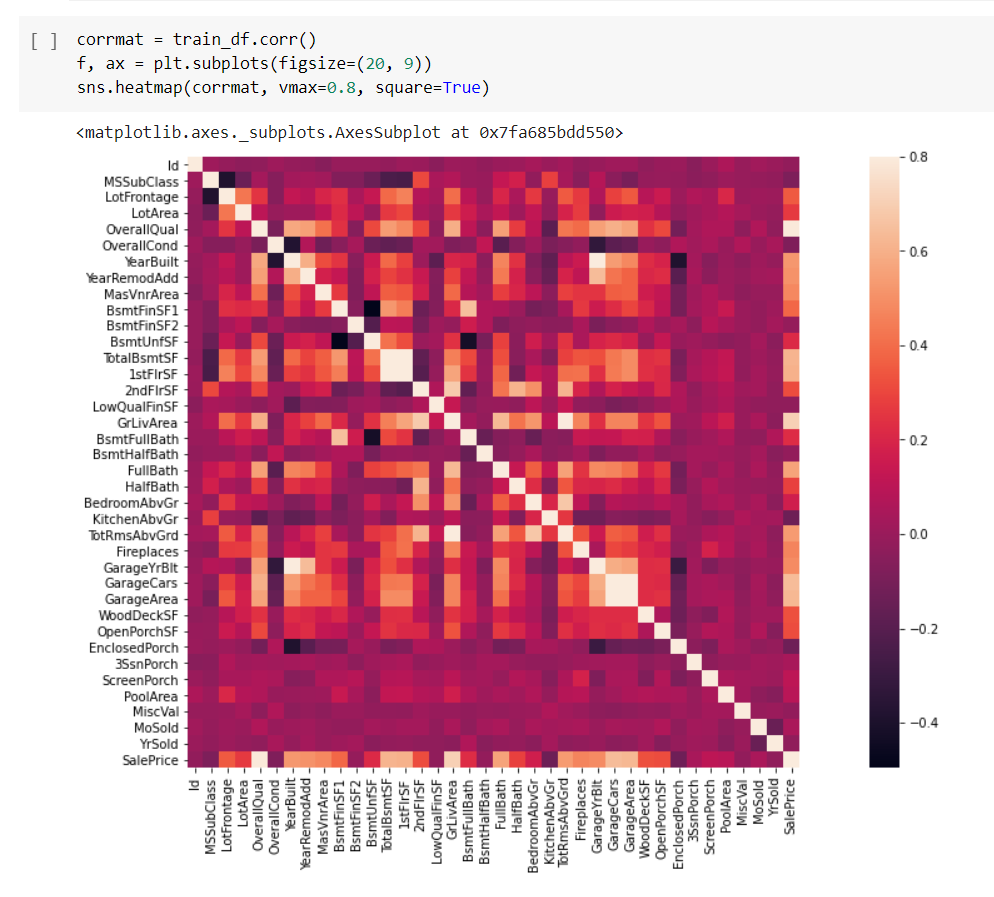 [ ] corrmat = train_df.corr()
f, ax = plt.subplots(figsize=(20, 9))
sns.heatmap(corrmat, vmax=0.8, square=True)
<matplotlib.axes._subplots.AxesSubplot at 0x7fa685bdd550>
Id
MSSubClass
LotFrontage
LotArea
OverallQual
OverallCond
YearBuilt
YearRemodAdd
MasVnrArea
BsmtFinSF1
BsmtFinSF2
BsmtUnfSF
TotalBsmtSF
1stFlrSF
2ndFlrSF
LowQualFinSF
GrLivArea
BsmtFullBath
BsmtHalfBath
FullBath
HalfBath
BedroomAbvGr
KitchenAbvGr
TotRmsAbvGrd
Fireplaces
GarageYrBlt
GarageCars
GarageArea
WoodDeckSF
OpenPorchSF
EnclosedPorch
3SsnPorch
ScreenPorch
PoolArea
MiscVal
MoSold
YrSold
SalePrice
Id
MSSubClass
LotFrontage
LotArea
OverallQual
OverallCond
YearBuilt
YearRemodAdd
MasVnrArea
BsmtFinSF1
BsmtFinSF2
BsmtUnfSF
TotalBsmtSF
1stFlrSF
2ndFlrSF
LowQualFinSF
GrLivArea
BsmtFullBath
BsmtHalfBath
FullBath
HalfBath
BedroomAbvGr
KitchenAbvGr
TotRmsAbvGrd
Fireplaces
GarageYrBlt
GarageCars
GarageArea
WoodDeckSF
OpenPorchSF
EnclosedPorch
3SsnPorch
ScreenPorch
PoolArea
MiscVal
MoSold
YrSold
SalePrice
0.8
0.6
0.4
0.2
0.0
−0.2
−0.4